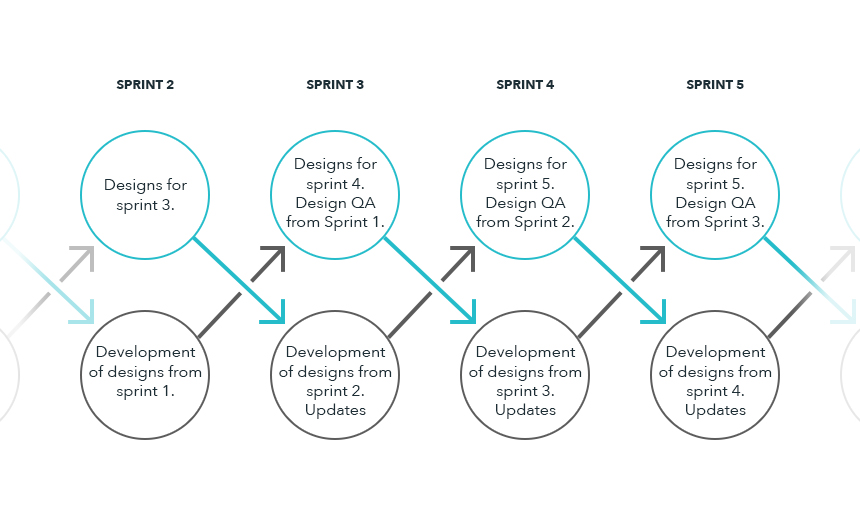 SPRINT 2
SPRINT 3
SPRINT 4
SPRINT 5
Designs for
sprint 3.
Designs for
sprint 4.
Design QA
from Sprint 1.
Designs for
sprint 5.
Design QA
from Sprint 2.
Designs for
sprint 5.
Design QA
from Sprint 3.
Development
of designs from
sprint 1.
Development
of designs from
sprint 2.
Updates
Development
of designs from
sprint 3.
Updates
Development
of designs from
sprint 4.
Updates